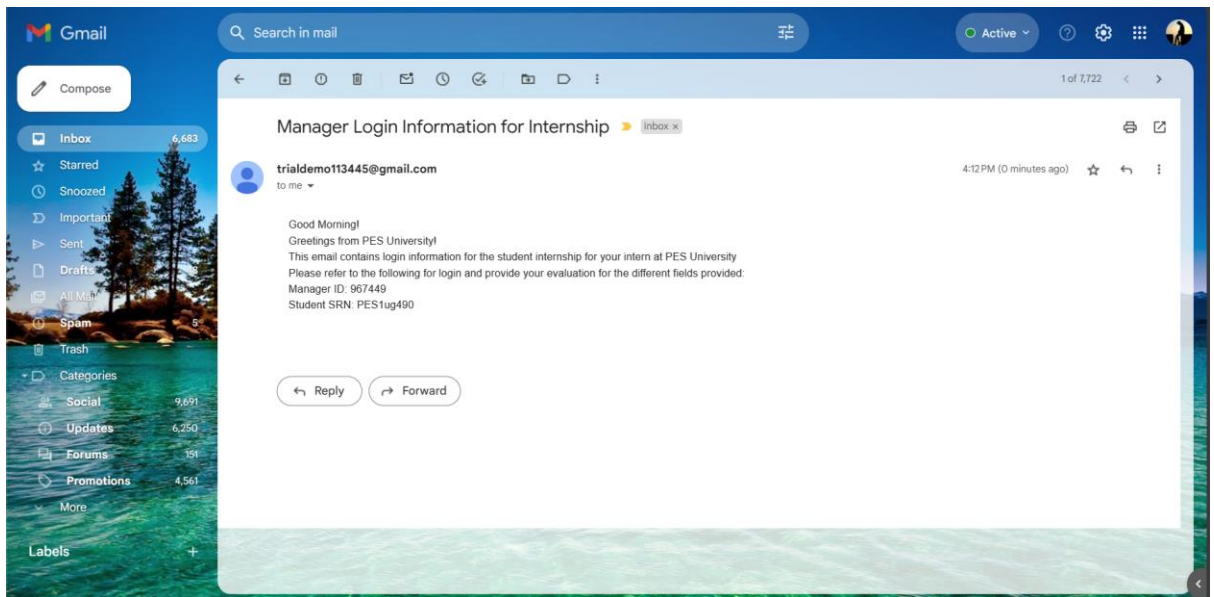 Gmail
Search in mail
Active
Compose
1 of 7,722
Inbox 6,683
Starred
Snoozed
Important
Sent
Drafts
All Mail
Spam 5
Trash
Categories
Social 9,691
Updates 6,250
Forums 151
Promotions 4,561
More
Labels +
Manager Login Information for Internship Inbox x
trialdemo113445@gmail.com 4:12 PM (0 minutes ago)
to me
Good Morning!
Greetings from PES University!
This email contains login information for the student internship for your intern at PES University
Please refer to the following for login and provide your evaluation for the different fields provided:
Manager ID: 967449
Student SRN: PES1ug490
Reply Forward